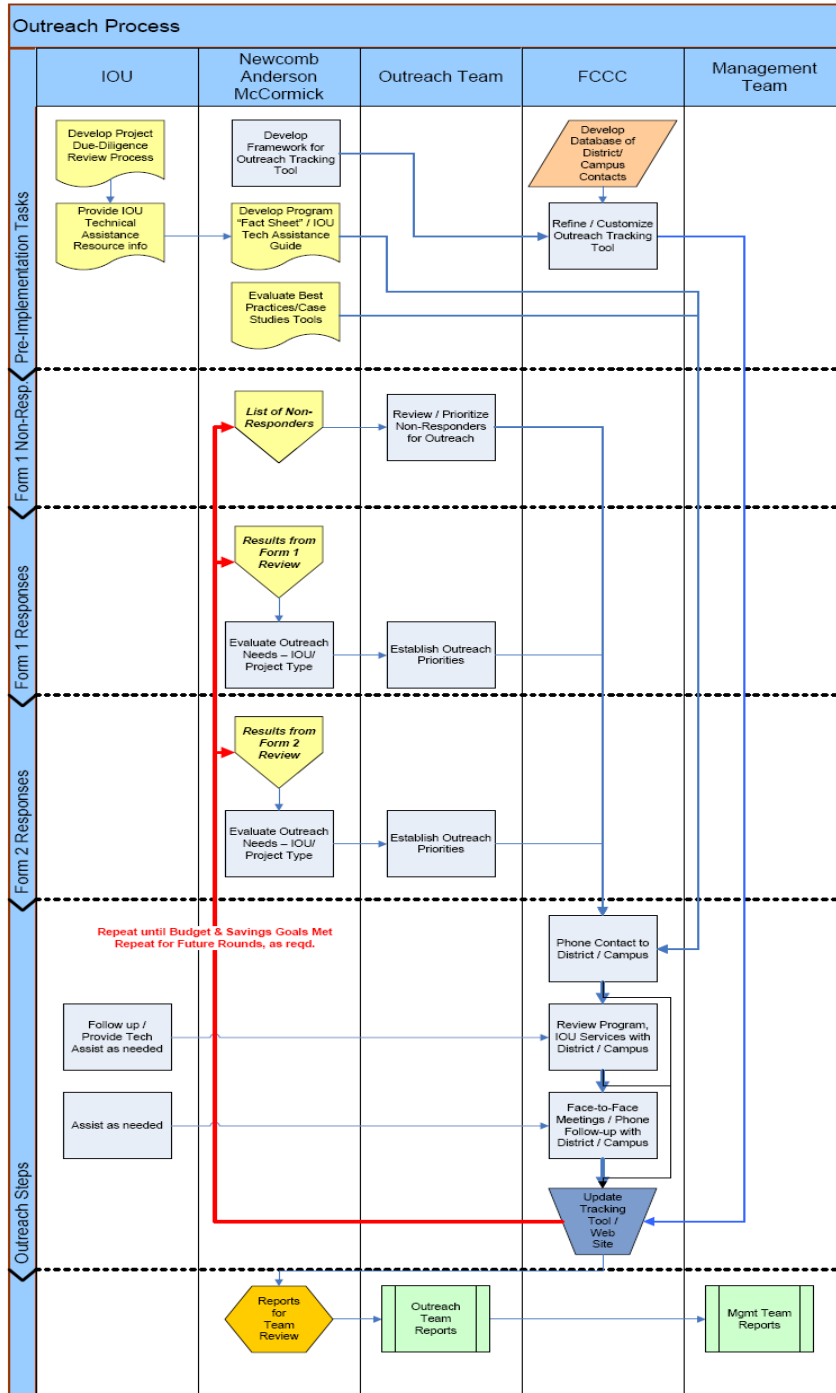 Outreach Process
IOU
Newcomb
Anderson
McCormick
Outreach Team
FCCC
Management
Team
Pre-Implementation Tasks
Develop Project
Due-Diligence
Review Process
Develop
Framework for
Outreach Tracking
Tool
Develop
Database of
District/
Campus
Contacts
Provide IOU
Technical
Assistance
Resource info
Develop Program
"Fact Sheet" / IOU
Tech Assistance
Guide
Refine / Customize
Outreach Tracking
Tool
Evaluate Best
Practices/Case
Studies Tools
Form 1 Non-Resp.
List of Non-
Responders
Review / Prioritize
Non-Responders
for Outreach
Form 1 Responses
Results from
Form 1
Review
Evaluate Outreach
Needs – IOU/
Project Type
Establish Outreach
Priorities
Form 2 Responses
Results from
Form 2
Review
Evaluate Outreach
Needs – IOU/
Project Type
Establish Outreach
Priorities
Outreach Steps
Repeat until Budget & Savings Goals Met
Repeat for Future Rounds, as reqd.
Phone Contact to
District / Campus
Follow up /
Provide Tech
Assist as needed
Review Program,
IOU Services with
District / Campus
Assist as needed
Face-to-Face
Meetings / Phone
Follow-up with
District / Campus
Update
Tracking
Tool /
Web
Site
Reports
for
Team
Review
Outreach
Team
Reports
Mgmt Team
Reports